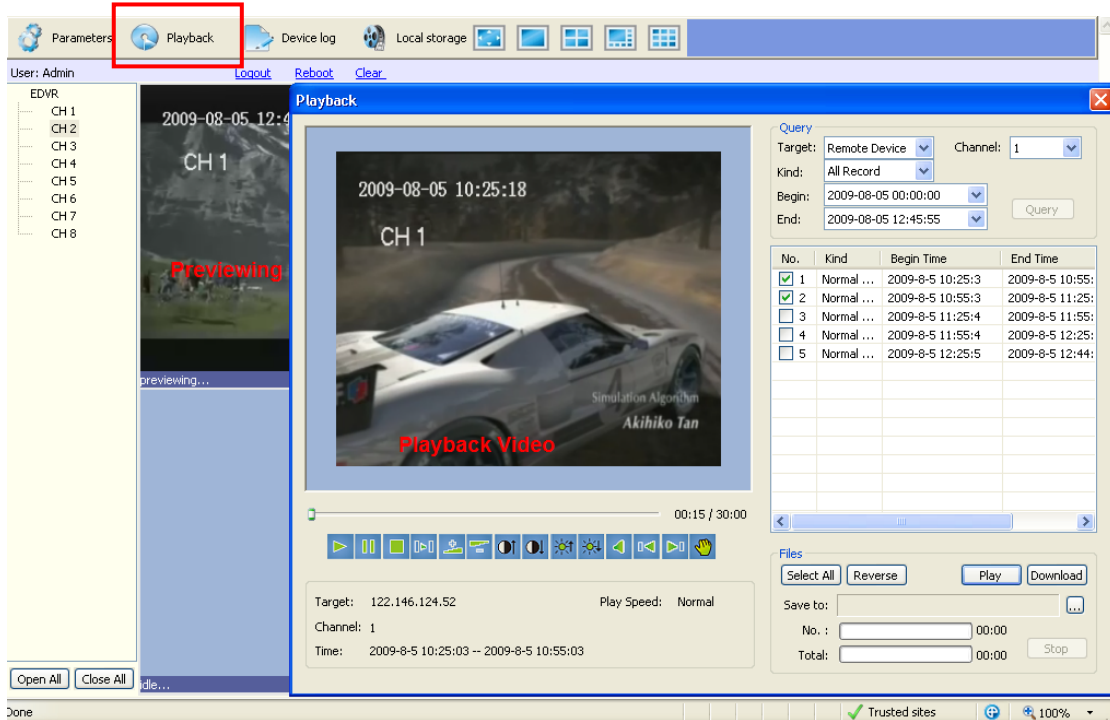 Parameters Playback Device log Local storage
User: Admin Logout Reboot Clear
EDVR
CH 1
CH 2
CH 3
CH 4
CH 5
CH 6
CH 7
CH 8
Open All Close All
2009-08-05 12:4
CH 1
Previewing
previewing...
idle...
Playback
2009-08-05 10:25:18
CH 1
Simulation Algorithm
Akihiko Tan
Playback Video
00:15 / 30:00
Target: 122.146.124.52 Play Speed: Normal
Channel: 1
Time: 2009-8-5 10:25:03 -- 2009-8-5 10:55:03
Query
Target: Remote Device Channel: 1
Kind: All Record
Begin: 2009-08-05 00:00:00
End: 2009-08-05 12:45:55
Query
No. Kind Begin Time End Time
1 Normal ... 2009-8-5 10:25:3 2009-8-5 10:55:
2 Normal ... 2009-8-5 10:55:3 2009-8-5 11:25:
3 Normal ... 2009-8-5 11:25:4 2009-8-5 11:55:
4 Normal ... 2009-8-5 11:55:4 2009-8-5 12:25:
5 Normal ... 2009-8-5 12:25:5 2009-8-5 12:44:
Files
Select All Reverse Play Download
Save to: ...
No. : 00:00
Total: 00:00
Stop
Done Trusted sites 100%